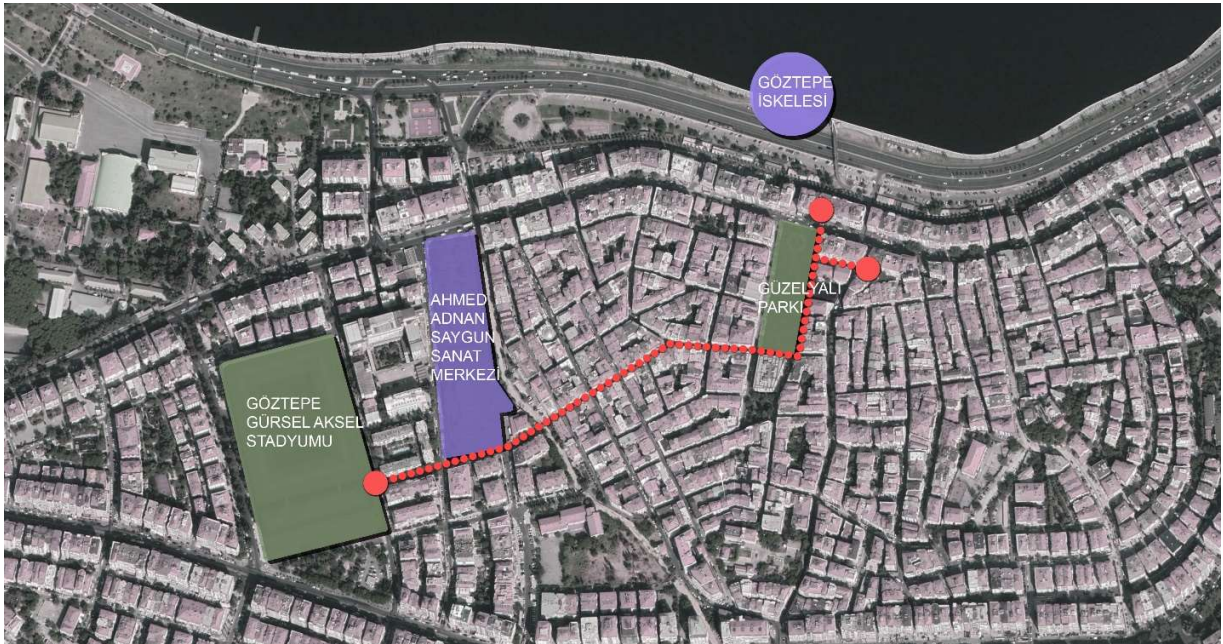 GÖZTEPE
İSKELESİ
GÜZELYALI
PARKI
AHMED
ADNAN
SAYGUN
SANAT
MERKEZİ
GÖZTEPE
GÜRSEL AKSEL
STADYUMU